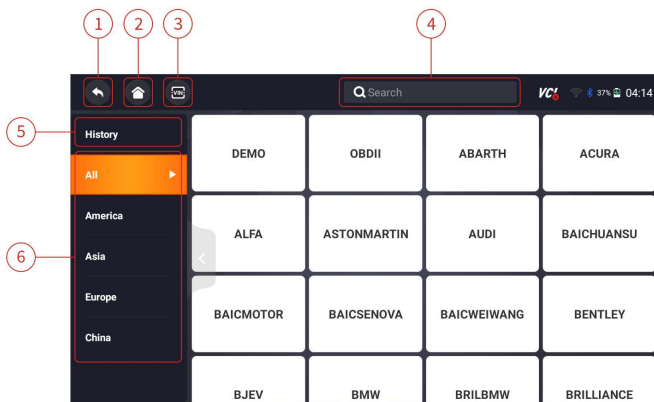 1 2 3 4
VIN Search VCI 37% 04:14
5 History
All
America
6 Asia
Europe
China
DEMO OBDII ABARTH ACURA
ALFA ASTONMARTIN AUDI BAICHUANSU
BAICMOTOR BAICSENOVA BAICWEIWANG BENTLEY
BJEV BMW BRILBMW BRILLIANCE